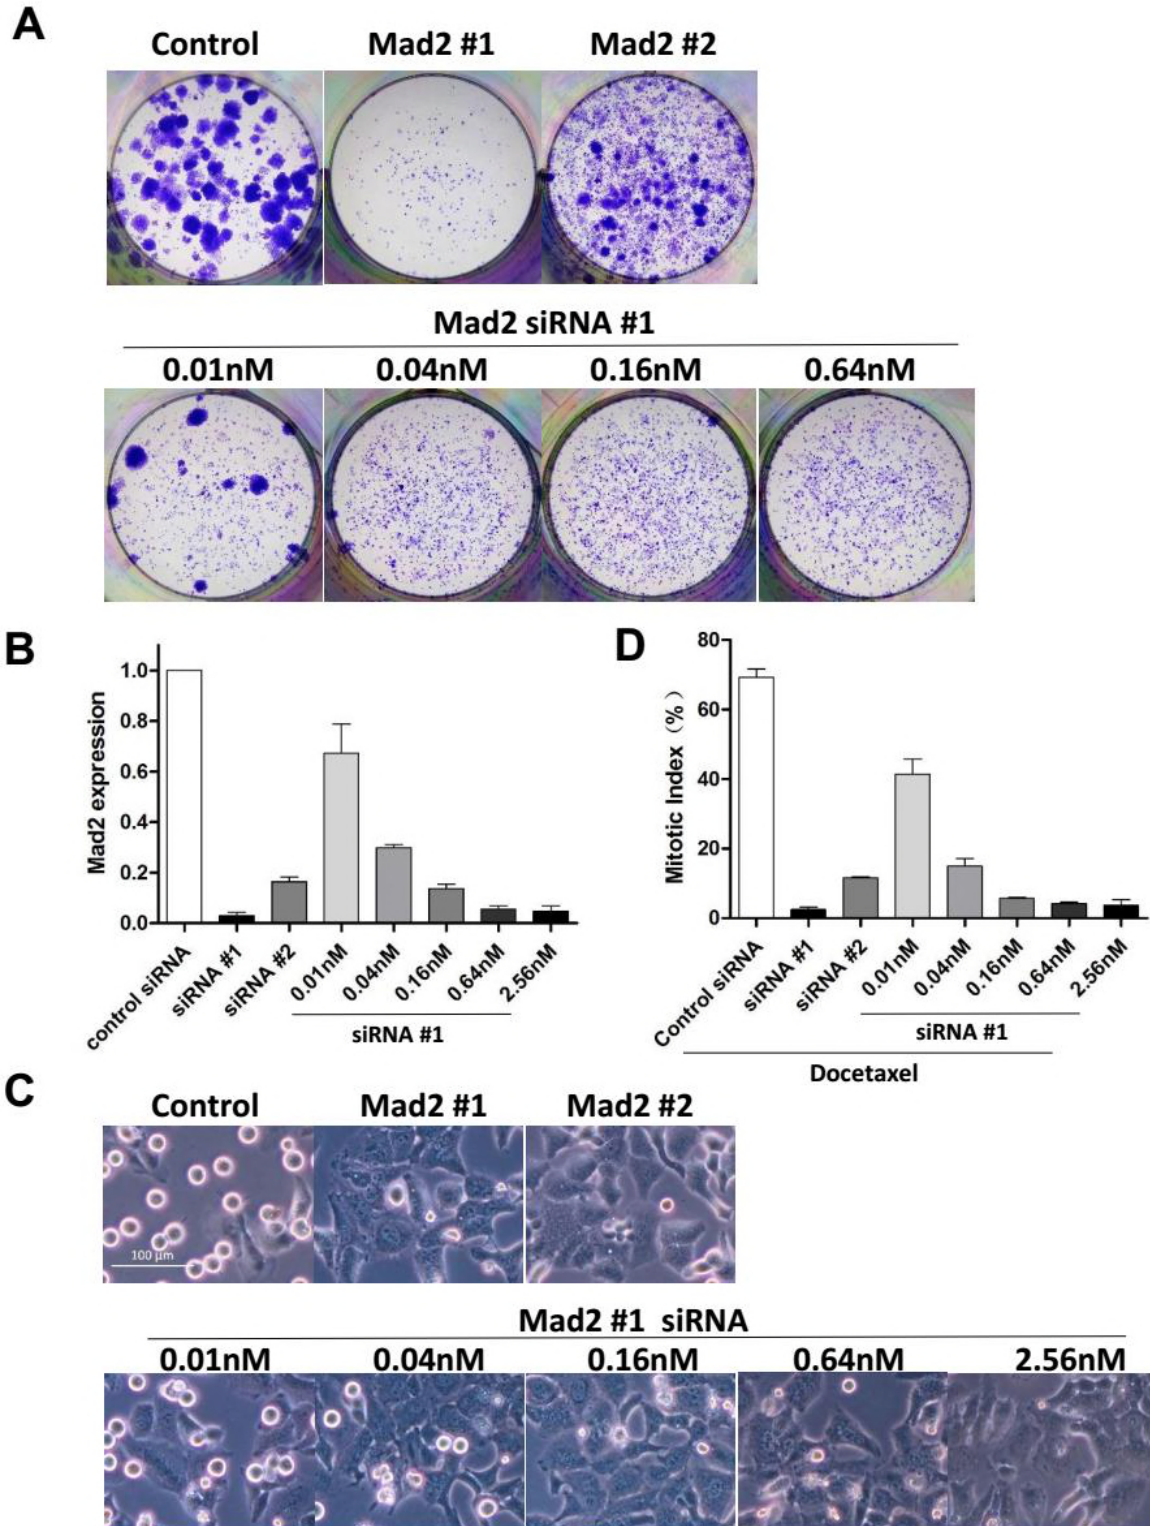 A
Control Mad2 #1 Mad2 #2
Mad2 siRNA #1
0.01nM 0.04nM 0.16nM 0.64nM
B
Mad2 expression
1.0
0.8
0.6
0.4
0.2
0.0
control siRNA
siRNA #1
siRNA #2
0.01nM
0.04nM
0.16nM
0.64nM
2.56nM
siRNA #1
D
Mitotic Index (%)
80
60
40
20
0
Control siRNA
siRNA #1
siRNA #2
0.01nM
0.04nM
0.16nM
0.64nM
2.56nM
siRNA #1
Docetaxel
C
Control Mad2 #1 Mad2 #2
100 μm
Mad2 #1 siRNA
0.01nM 0.04nM 0.16nM 0.64nM 2.56nM